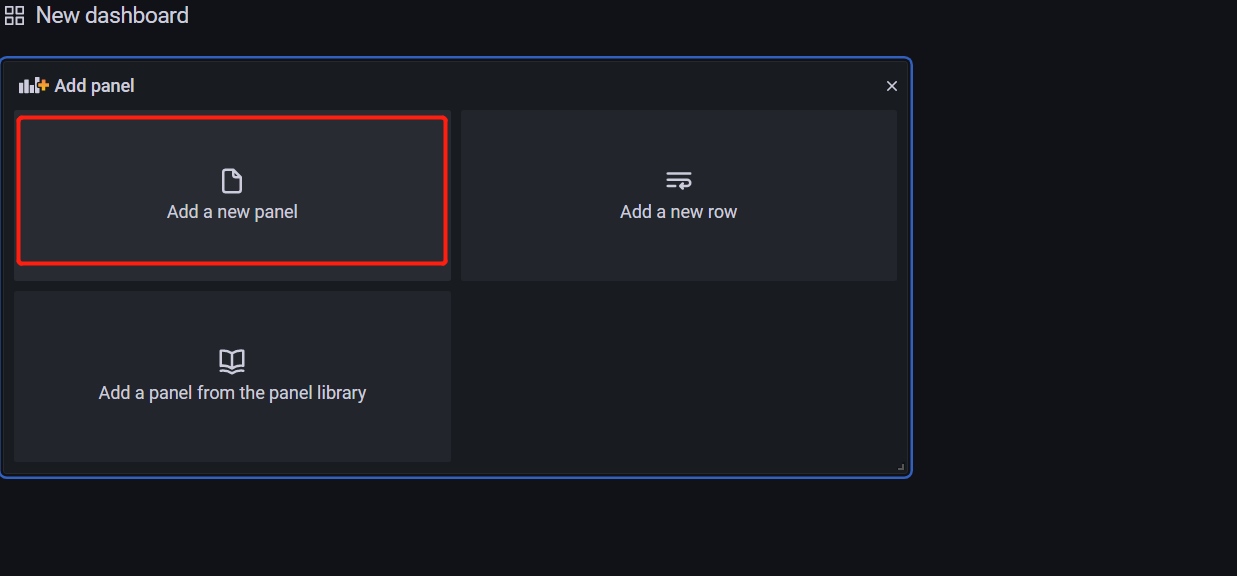 New dashboard
Add panel
Add a new panel
Add a new row
Add a panel from the panel library